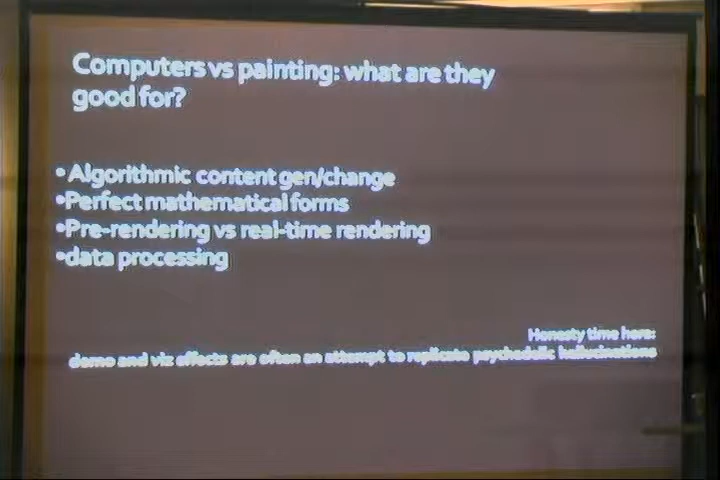 Computers vs painting: what are they
good for?
• Algorithmic content gen/change
•Perfect mathematical forms
•Pre-rendering vs real-time rendering
•data processing
Honesty time here:
demo and viz effects are often an attempt to replicate psychedelic hallucinations